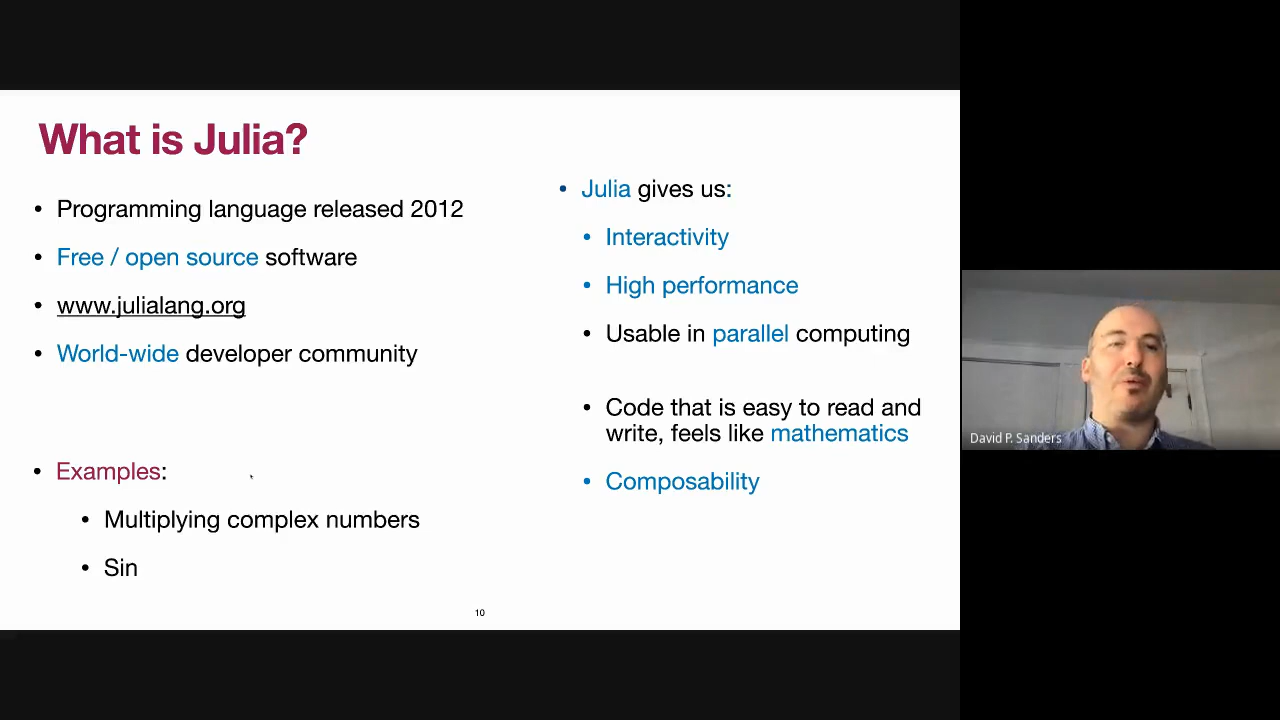 What is Julia?
• Programming language released 2012
• Free / open source software
• www.julialang.org
• World-wide developer community
• Examples:
• Multiplying complex numbers
• Sin
• Julia gives us:
• Interactivity
• High performance
• Usable in parallel computing
• Code that is easy to read and
write, feels like mathematics
• Composability
10
David P. Sanders